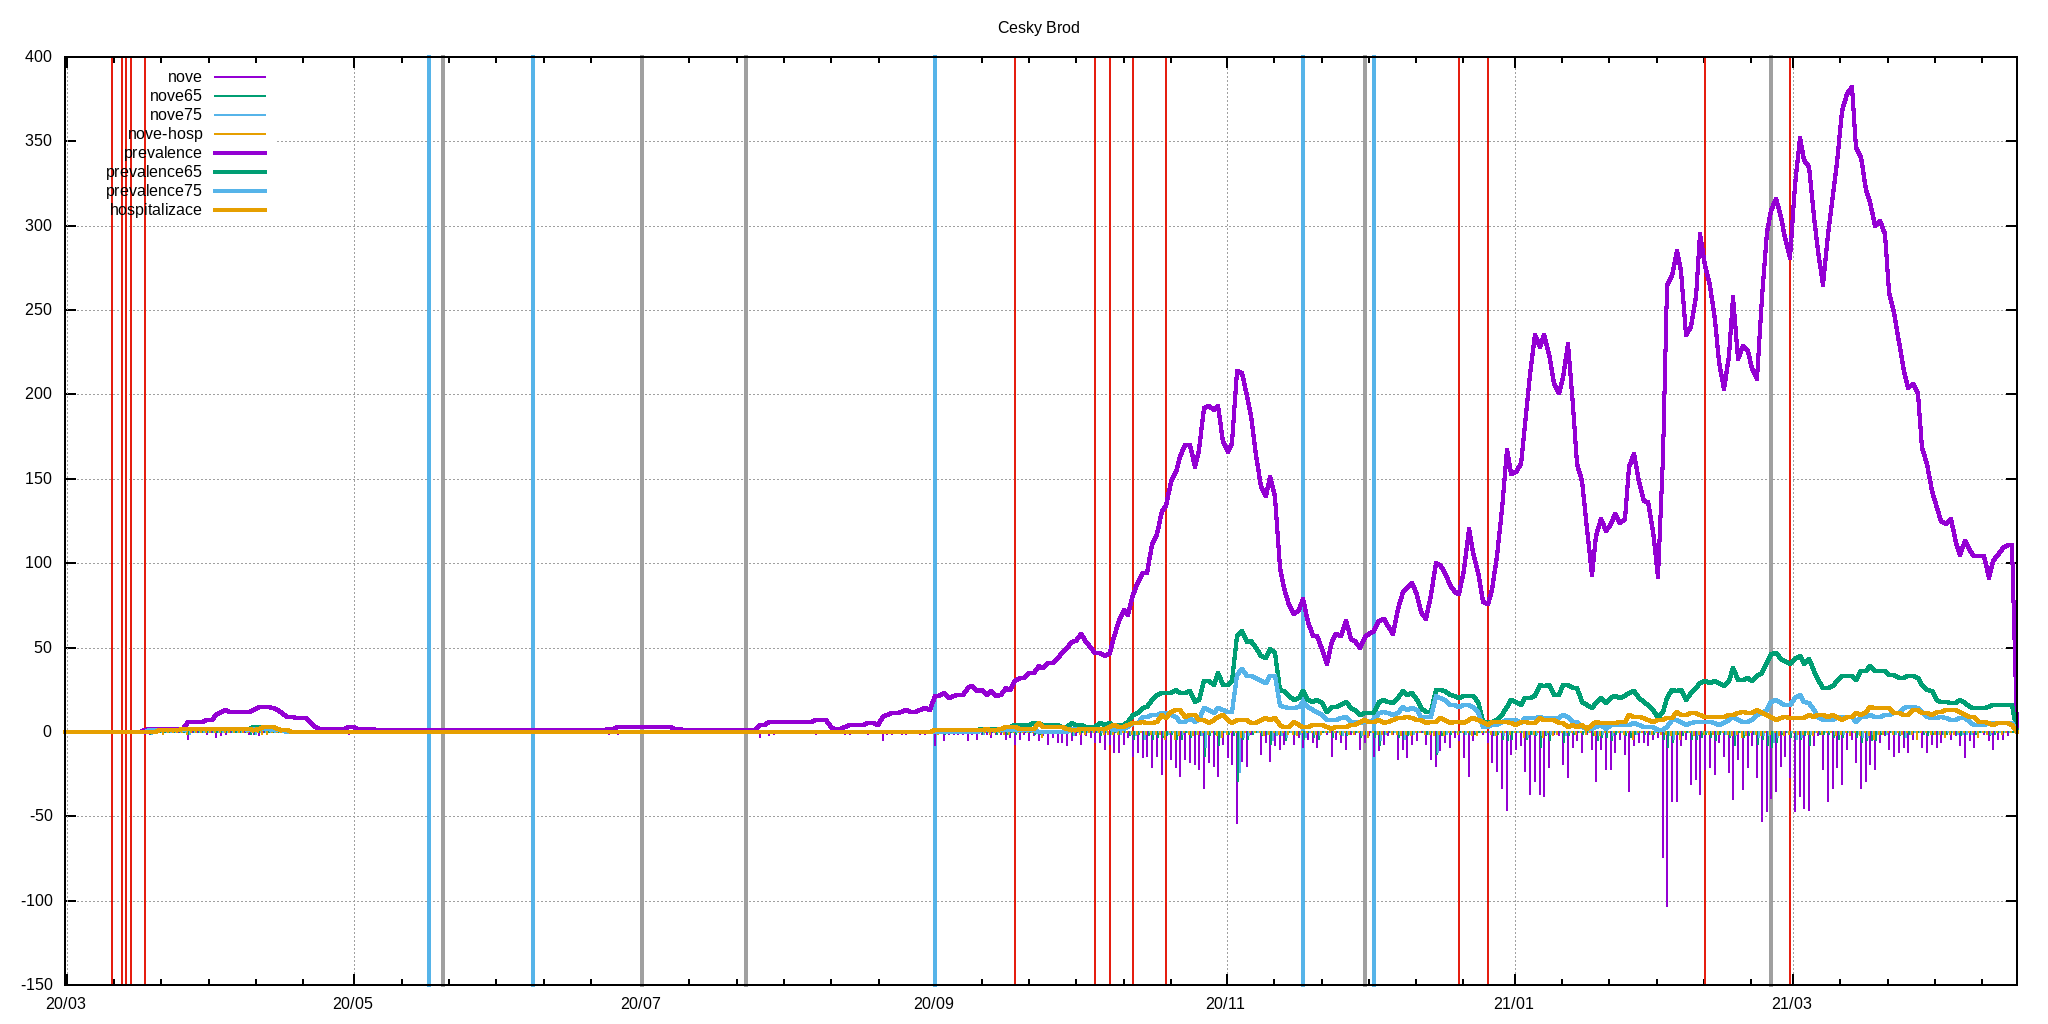 Cesky Brod
400
350
300
250
200
150
100
50
0
-50
-100
-150
nove
nove65
nove75
nove-hosp
prevalence
prevalence65
prevalence75
hospitalizace
20/03 20/05 20/07 20/09 20/11 21/01 21/03